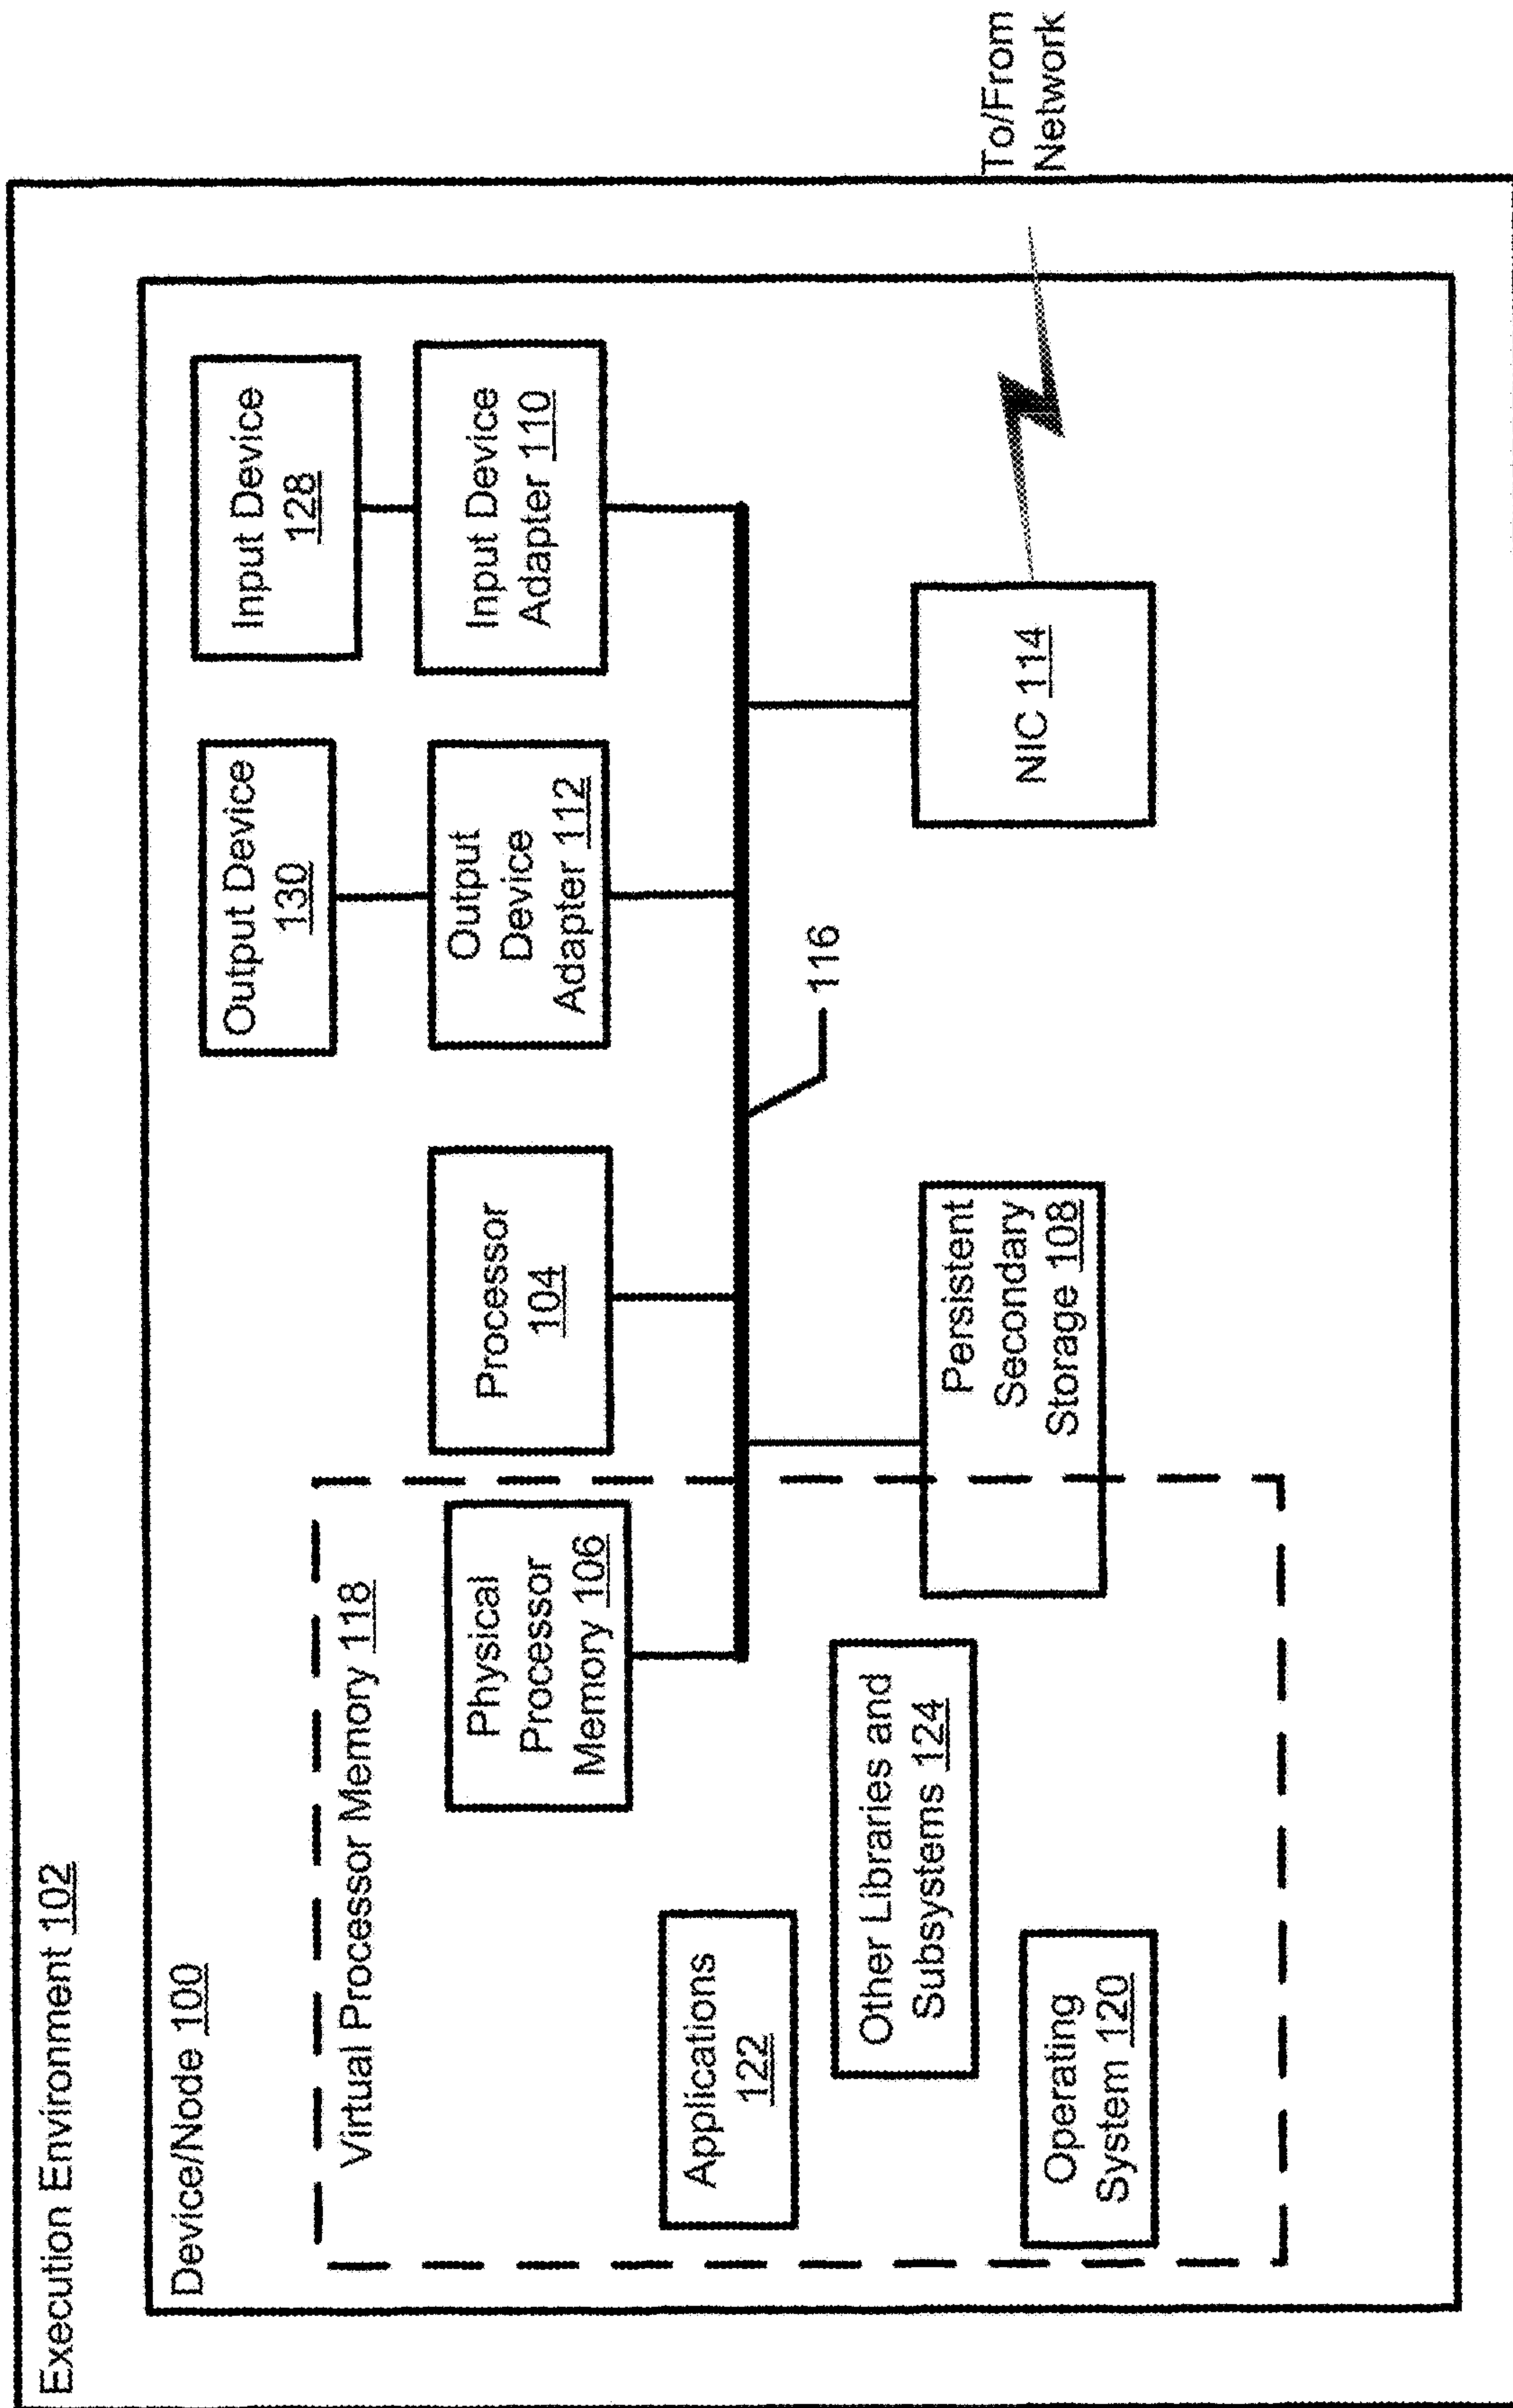 Execution Environment 102
Device/Node 100
Virtual Processor Memory 118
Output Device
130
Input Device
128
Physical
Processor
Memory 106
Processor
104
Output
Device
Adapter 112
Input Device
Adapter 110
Applications
122
116
Other Libraries and
Subsystems 124
Persistent
Secondary
Storage 108
NIC 114
To/From
Network
Operating
System 120